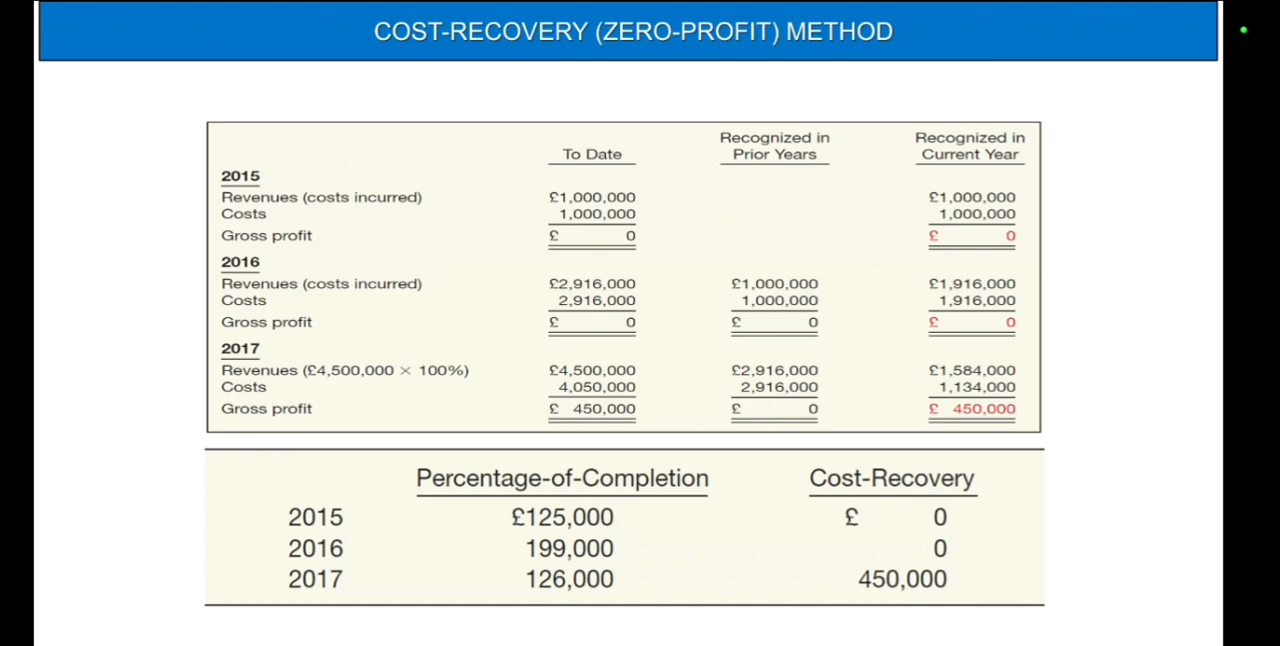 COST-RECOVERY (ZERO-PROFIT) METHOD
Recognized in Recognized in
To Date Prior Years Current Year
2015
Revenues (costs incurred) £1,000,000 £1,000,000
Costs 1,000,000 1,000,000
Gross profit £ 0 £ 0
2016
Revenues (costs incurred) £2,916,000 £1,000,000 £1,916,000
Costs 2,916,000 1,000,000 1,916,000
Gross profit £ 0 £ 0 £ 0
2017
Revenues (£4,500,000 × 100%) £4,500,000 £2,916,000 £1,584,000
Costs 4,050,000 2,916,000 1,134,000
Gross profit £ 450,000 £ 0 £ 450,000
Percentage-of-Completion Cost-Recovery
2015 £125,000 £ 0
2016 199,000 0
2017 126,000 450,000